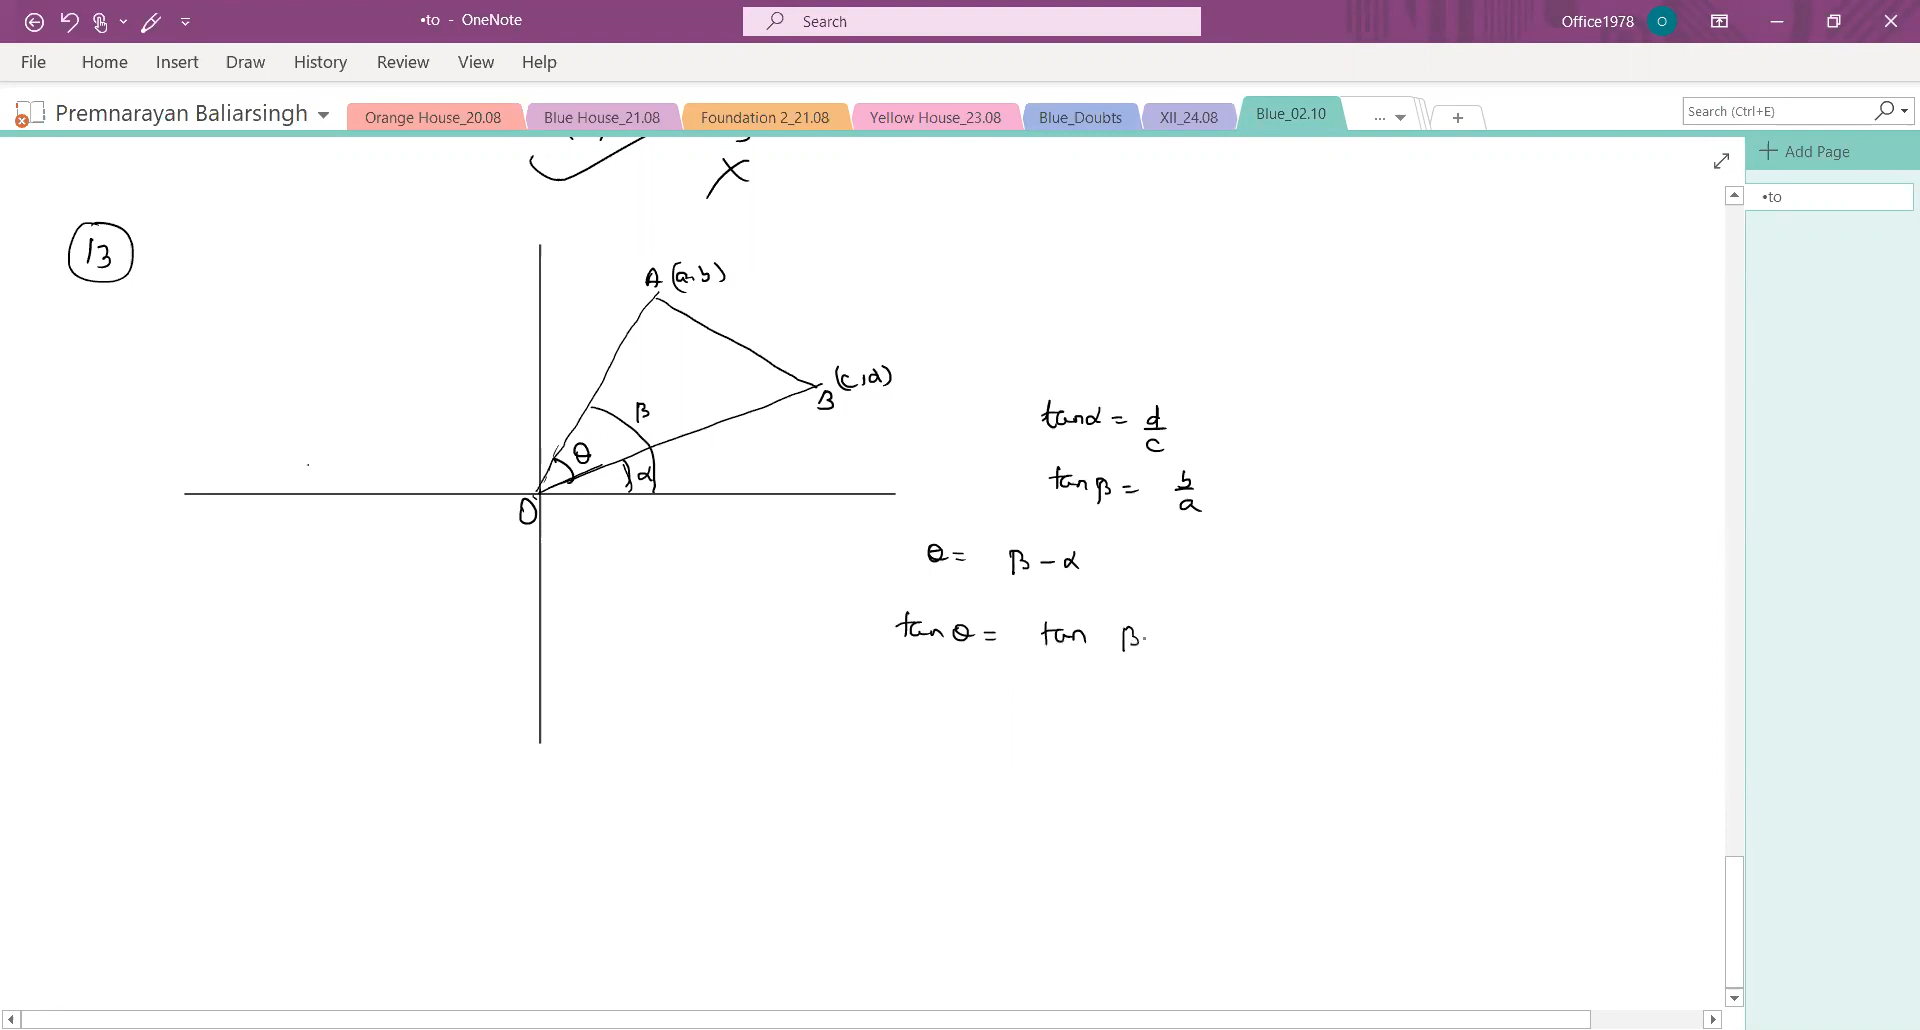 •to - OneNote
Search
Office1978
O
File Home Insert Draw History Review View Help
Premnarayan Baliarsingh
Orange House_20.08
Blue House_21.08
Foundation 2_21.08
Yellow House_23.08
Blue_Doubts
XII_24.08
Blue_02.10
...
+
Search (Ctrl+E)
+ Add Page
•to
13
A (a,b)
B (c,d)
β
θ
α
O
tanα = d/c
tan β = b/a
θ = β - α
tan θ = tan β